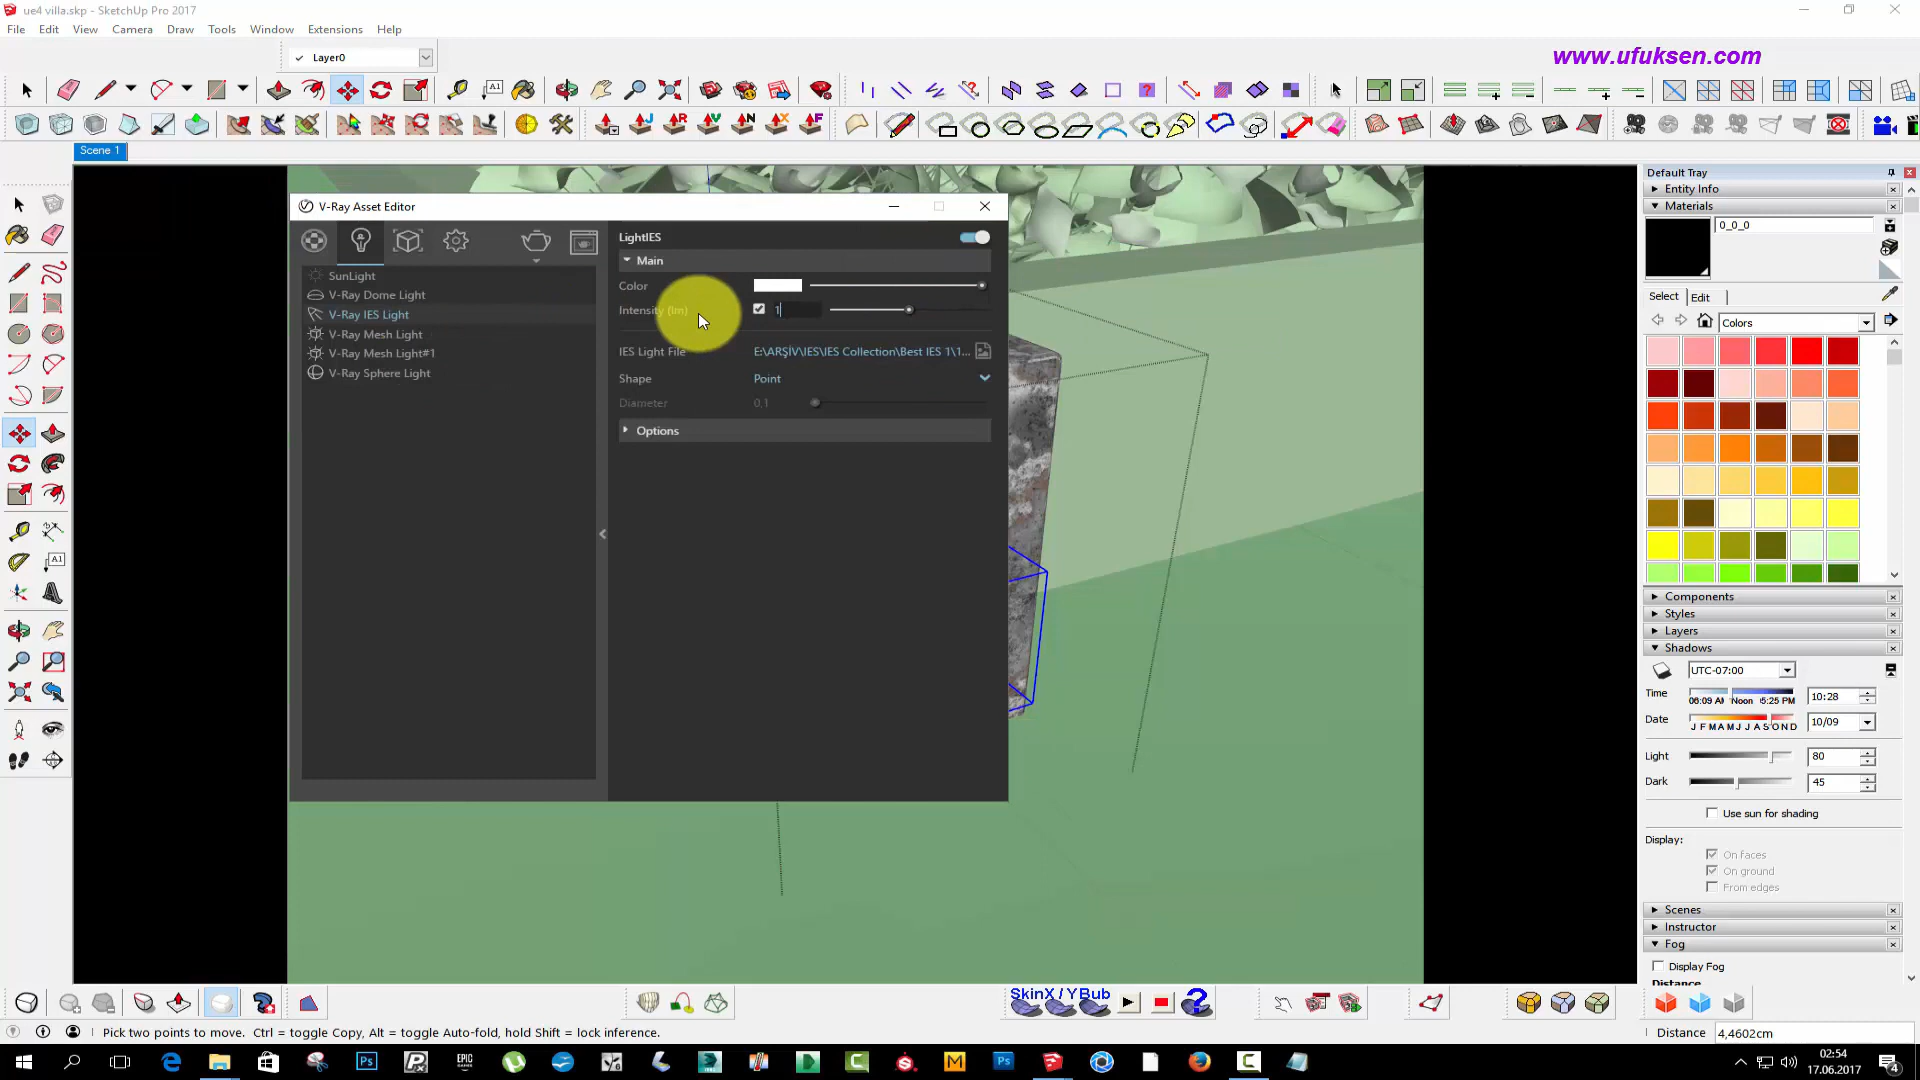 ue4 villa.skp - SketchUp Pro 2017
File Edit View Camera Draw Tools Window Extensions Help
Layer0
www.ufuksen.com
Scene 1
V-Ray Asset Editor
SunLight
V-Ray Dome Light
V-Ray IES Light
V-Ray Mesh Light
V-Ray Mesh Light#1
V-Ray Sphere Light
LightIES
Main
Color
Intensity (lm) 1
IES Light File E:\ARŞİV\IES\IES Collection\Best IES 1\1...
Shape Point
Diameter 0,1
Options
Default Tray
Entity Info
Materials
0_0_0
Select Edit
Colors
Components
Styles
Layers
Shadows
UTC-07:00
Time 06:09 AM Noon 05:25 PM 10:28
Date J F M A M J J A S O N D 10/09
Light 80
Dark 45
Use sun for shading
Display:
On faces
On ground
From edges
Scenes
Instructor
Fog
Display Fog
Distance
SkinX / YBub
Pick two points to move. Ctrl = toggle Copy, Alt = toggle Auto-fold, hold Shift = lock inference.
Distance 4,4602cm
02:54
17.06.2017